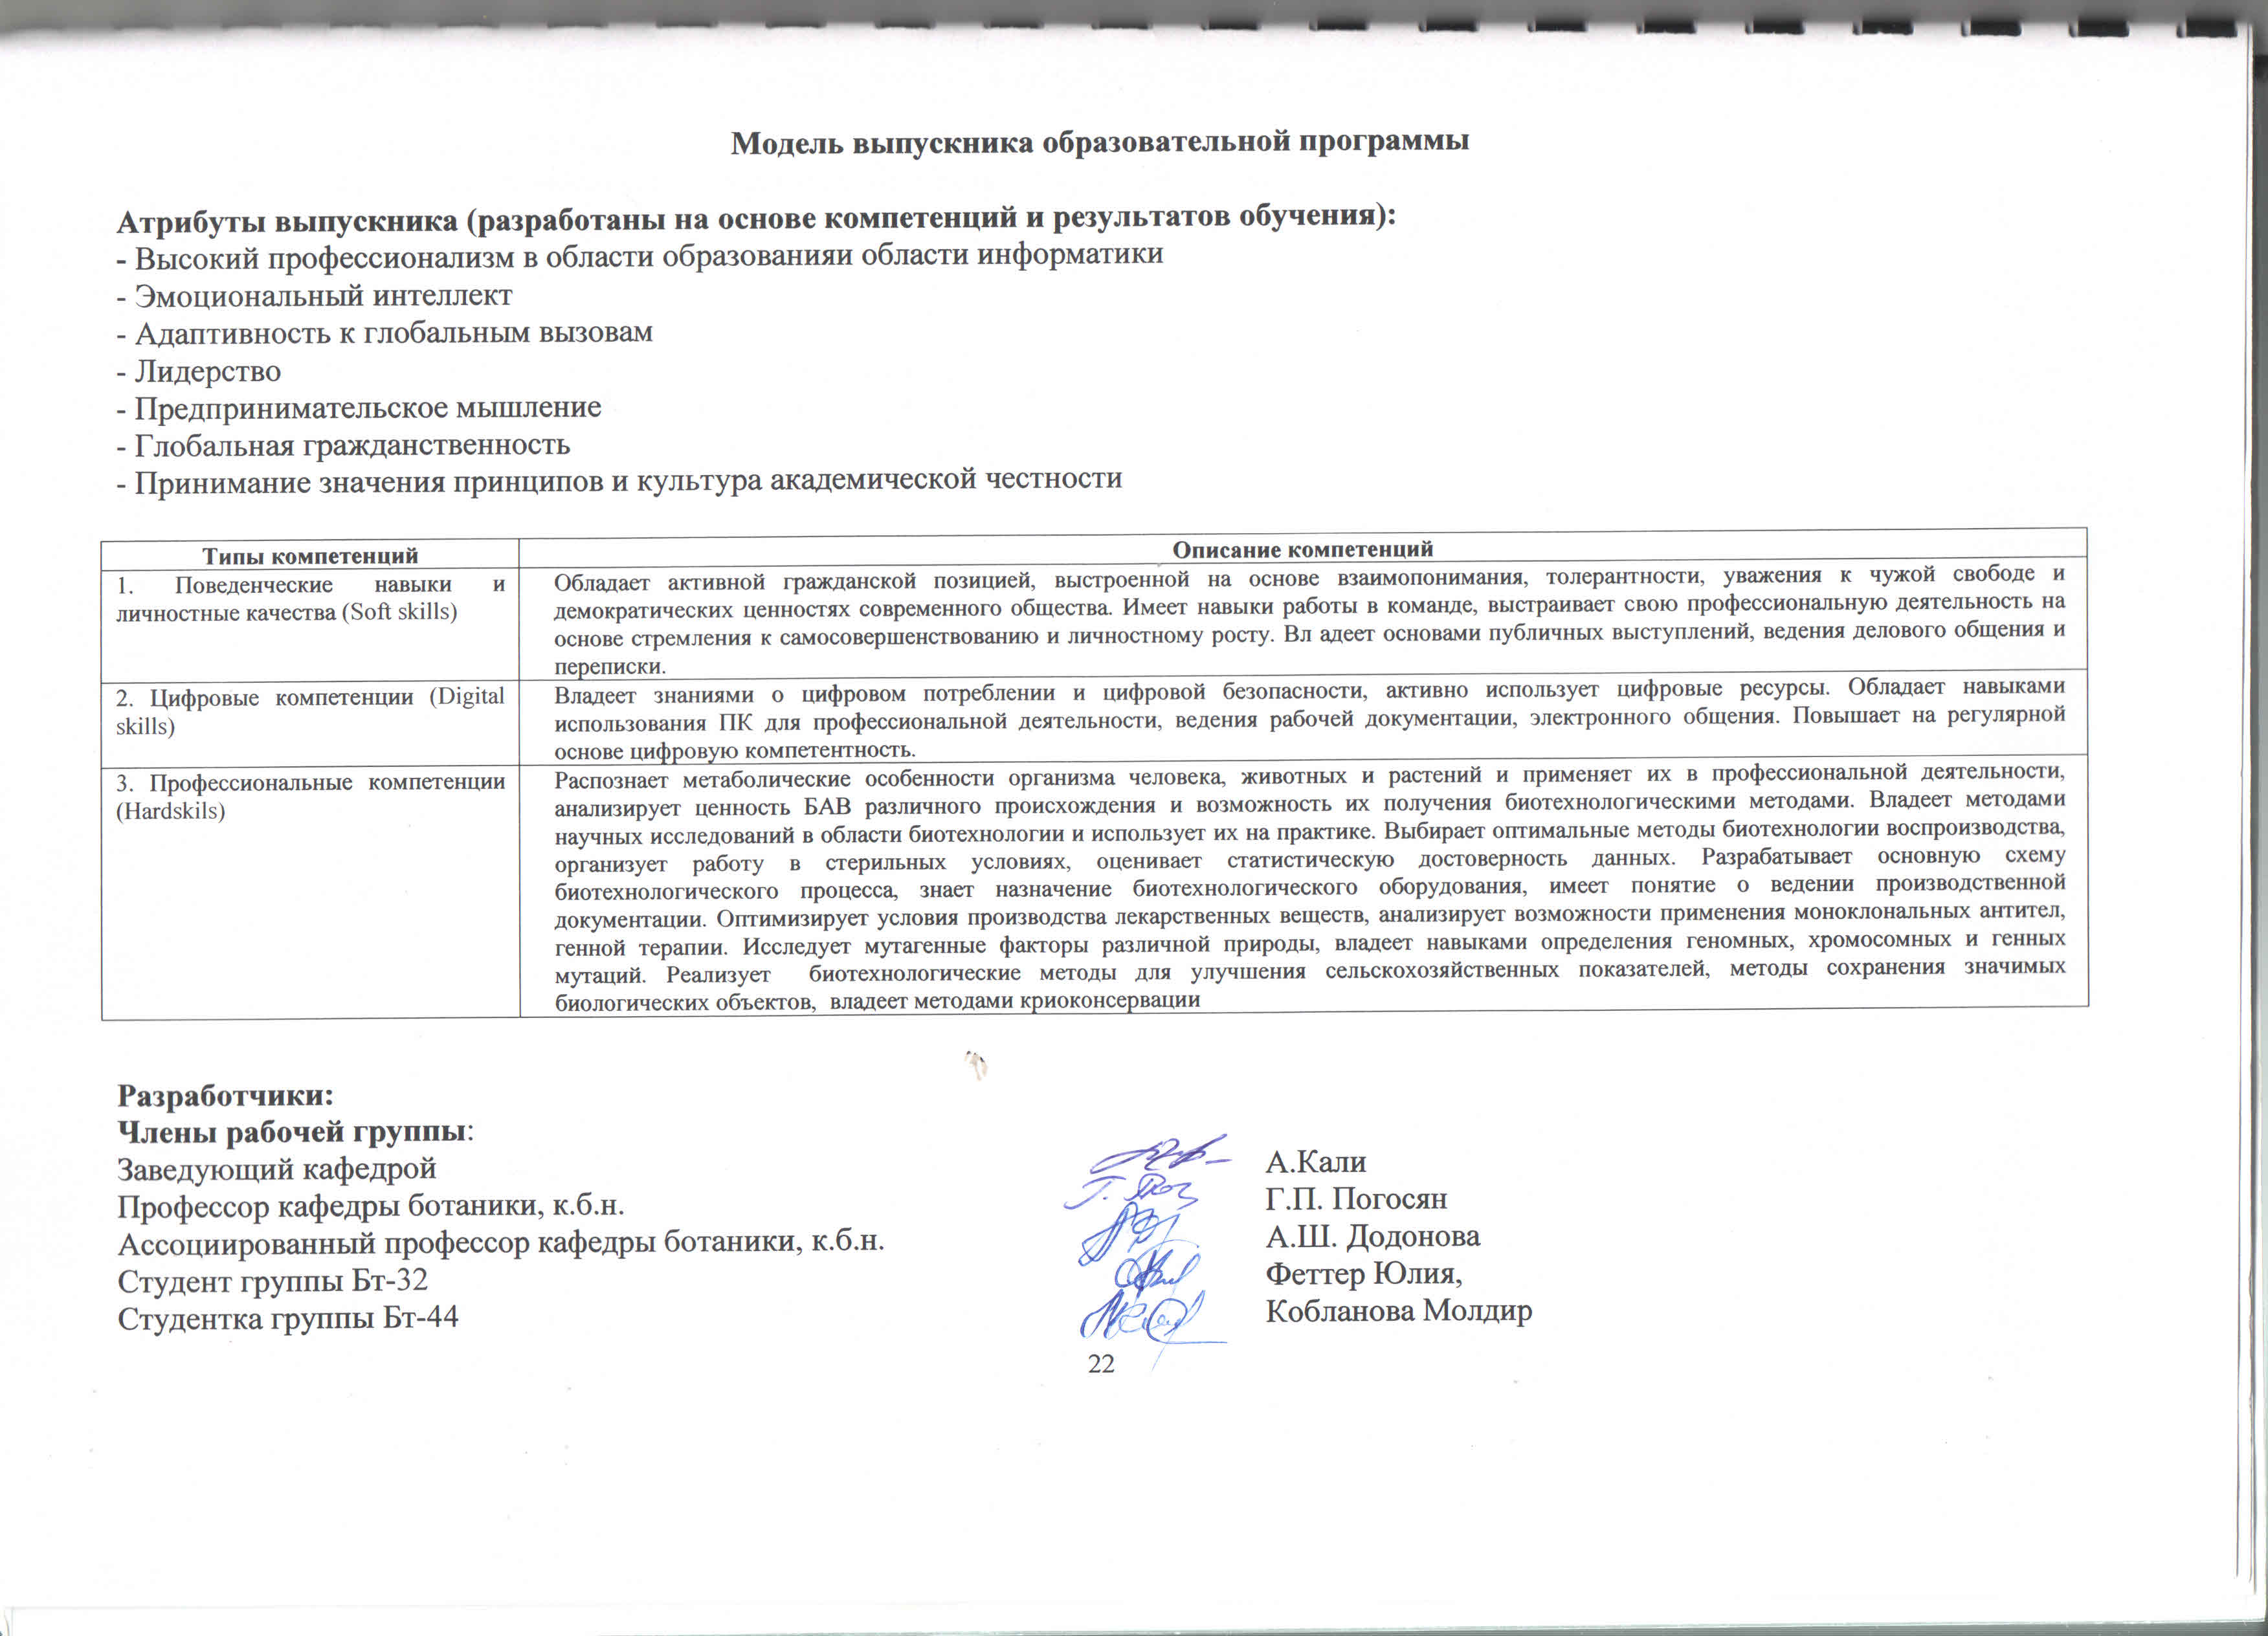 Модель выпускника образовательной программы
Атрибуты выпускника (разработаны на основе компетенций и результатов обучения):
- Высокий профессионализм в области образованияи области информатики
- Эмоциональный интеллект
- Адаптивность к глобальным вызовам
- Лидерство
- Предпринимательское мышление
- Глобальная гражданственность
- Принимание значения принципов и культура академической честности
Типы компетенций
Описание компетенций
1. Поведенческие навыки и
личностные качества (Soft skills)
Обладает активной гражданской позицией, выстроенной на основе взаимопонимания, толерантности, уважения к чужой свободе и
демократических ценностях современного общества. Имеет навыки работы в команде, выстраивает свою профессиональную деятельность на
основе стремления к самосовершенствованию и личностному росту. Вл адеет основами публичных выступлений, ведения делового общения и
переписки.
2. Цифровые компетенции (Digital
skills)
Владеет знаниями о цифровом потреблении и цифровой безопасности, активно использует цифровые ресурсы. Обладает навыками
использования ПК для профессиональной деятельности, ведения рабочей документации, электронного общения. Повышает на регулярной
основе цифровую компетентность.
3. Профессиональные компетенции
(Hardskils)
Распознает метаболические особенности организма человека, животных и растений и применяет их в профессиональной деятельности,
анализирует ценность БАВ различного происхождения и возможность их получения биотехнологическими методами. Владеет методами
научных исследований в области биотехнологии и использует их на практике. Выбирает оптимальные методы биотехнологии воспроизводства,
организует работу в стерильных условиях, оценивает статистическую достоверность данных. Разрабатывает основную схему
биотехнологического процесса, знает назначение биотехнологического оборудования, имеет понятие о ведении производственной
документации. Оптимизирует условия производства лекарственных веществ, анализирует возможности применения моноклональных антител,
генной терапии. Исследует мутагенные факторы различной природы, владеет навыками определения геномных, хромосомных и генных
мутаций. Реализует биотехнологические методы для улучшения сельскохозяйственных показателей, методы сохранения значимых
биологических объектов, владеет методами криоконсервации
Разработчики:
Члены рабочей группы:
Заведующий кафедрой А.Кали
Профессор кафедры ботаники, к.б.н. Г.П. Погосян
Ассоциированный профессор кафедры ботаники, к.б.н. А.Ш. Додонова
Студент группы Бт-32 Феттер Юлия,
Студентка группы Бт-44 Кобланова Молдир
22